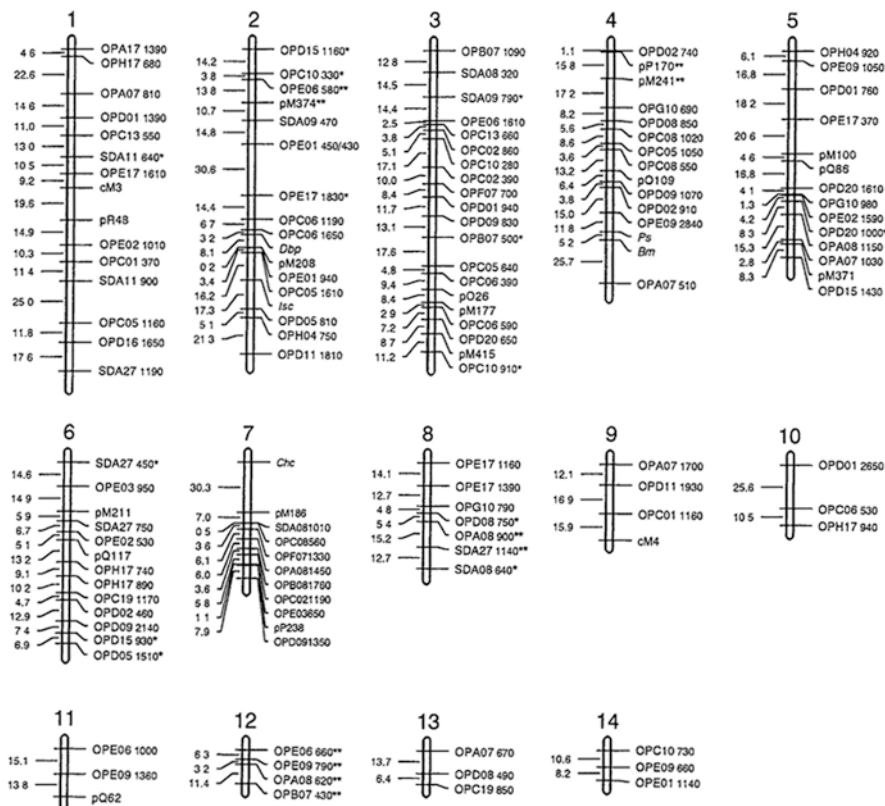 1
4 6
22.6
14 6
11.0
13 0
10 5
9.2
19.6
14.9
10.3
11 4
25 0
11.8
17 6
OPA17 1390
OPH17 680
OPA07 810
OPD01 1390
OPC13 550
SDA11 640*
OPE17 1610
cM3
pR48
OPE02 1010
OPC01 370
SDA11 900
OPC05 1160
OPD16 1650
SDA27 1190
2
14.2
3 8
13 8
10.7
14.8
30.6
14.4
6 7
3 2
8.1
0 2
3.4
16.2
17.3
5 1
21 3
OPD15 1160*
OPC10 330*
OPE06 580**
pM374**
SDA09 470
OPE01 450/430
OPE17 1830*
OPC06 1190
OPC06 1650
Dbp
pM208
OPE01 940
OPC05 1610
Isc
OPD05 810
OPH04 750
OPD11 1810
3
12 8
14.5
14.4
2.5
3.8
5.1
17.1
10.0
8.4
11.7
13.1
17.6
4.8
9.4
8.4
2 9
7.2
8 7
11.2
OPB07 1090
SDA08 320
SDA09 790*
OPE06 1610
OPC13 660
OPC02 860
OPC10 280
OPC02 390
OPF07 700
OPD01 940
OPD09 830
OPB07 500*
OPC05 640
OPC06 390
pO26
pM177
OPC06 590
OPD20 650
pM415
OPC10 910*
4
1.1
15 8
17 2
8.2
5.6
8 6
3.6
13.2
6.4
3.8
15.0
11 8
5 2
25.7
OPD02 740
pP170**
pM241**
OPG10 690
OPD08 850
OPC08 1020
OPC05 1050
OPC08 550
pQ109
OPD09 1070
OPD02 910
OPE09 2840
Ps
Bm
OPA07 510
5
6.1
16.8
18 2
20 6
4 6
16.8
4 1
1.3
4.2
8 3
15.3
2.8
8.3
OPH04 920
OPE09 1050
OPD01 760
OPE17 370
pM100
pQ86
OPD20 1610
OPG10 980
OPE02 1590
OPD20 1000*
OPA08 1150
OPA07 1030
pM371
OPD15 1430
6
14.6
14 9
5 9
6.7
5 1
13 2
9.1
10 2
4.7
12.9
7 4
6.9
SDA27 450*
OPE03 950
pM211
SDA27 750
OPE02 530
pQ117
OPH17 740
OPH17 890
OPC19 1170
OPD02 460
OPD09 2140
OPD15 930*
OPD05 1510*
7
30.3
7.0
0 5
3 6
6.1
6.0
3.6
5 8
1 1
7.9
Chc
pM186
SDA081010
OPC08560
OPF071330
OPA081450
OPB081760
OPC021190
OPE03650
pP238
OPD091350
8
14.1
12.7
4 8
5 4
15.2
12.7
OPE17 1160
OPE17 1390
OPG10 790
OPD08 750*
OPA08 900**
SDA27 1140**
SDA08 640*
9
12.1
16 9
15.9
OPA07 1700
OPD11 1930
OPC01 1160
cM4
10
25.6
10 5
OPD01 2650
OPC06 530
OPH17 940
11
15.1
13 8
OPE06 1000
OPE09 1360
pQ62
12
6 3
3 2
11.4
OPE06 660**
OPE09 790**
OPA08 620**
OPB07 430**
13
13.7
6.4
OPA07 670
OPD08 490
OPC19 850
14
10.6
8.2
OPC10 730
OPE09 660
OPE01 1140